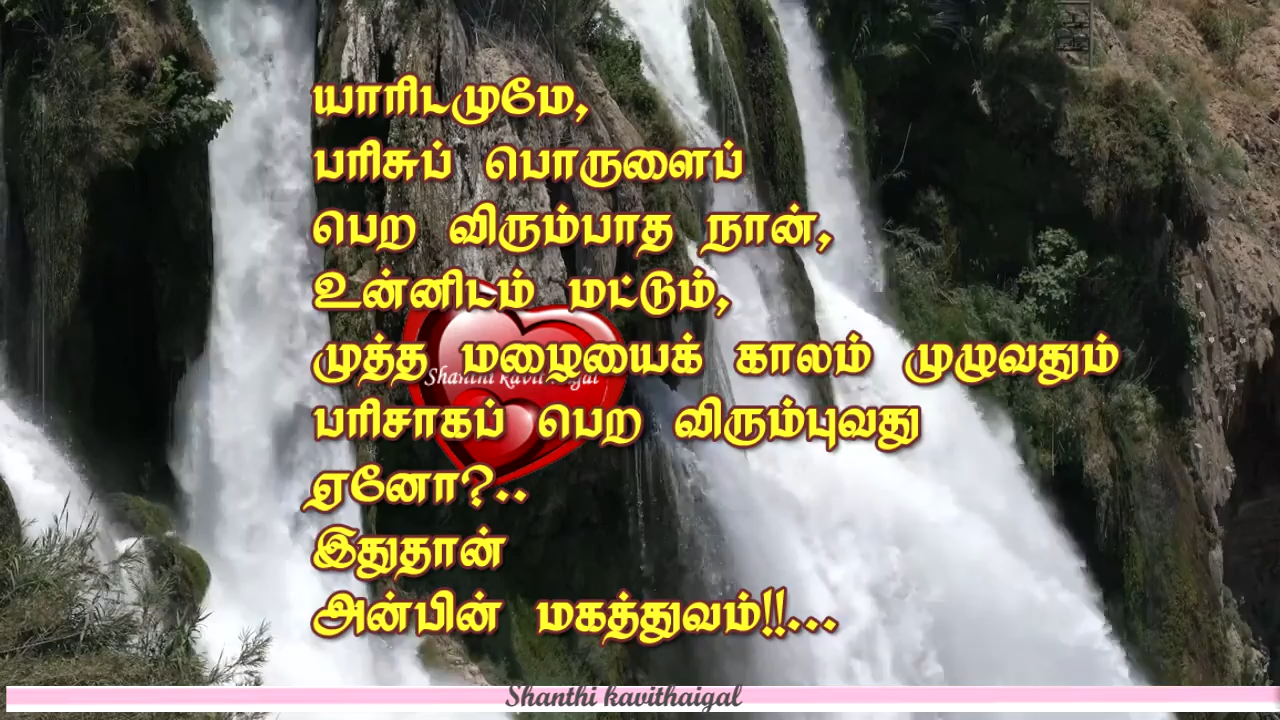 யாரிடமுமே,
பரிசுப் பொருளைப்
பெற விரும்பாத நான்,
உன்னிடம் மட்டும்,
முத்த மழையைக் காலம் முழுவதும்
Shanthi kavithaigal
பரிசாகப் பெற விரும்புவது
ஏனோ?..
இதுதான்
அன்பின் மகத்துவம்!!...
Shanthi kavithaigal